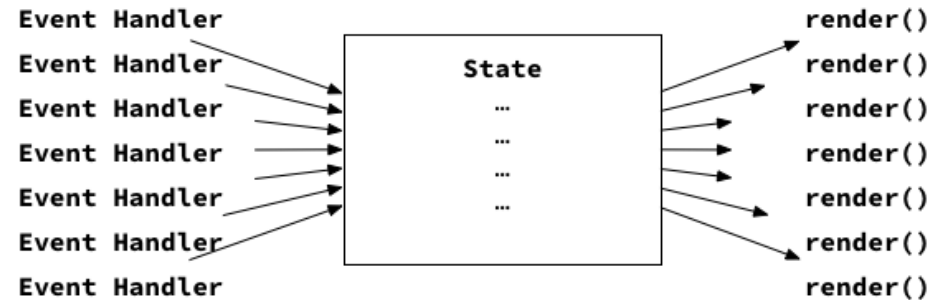 Event Handler
Event Handler
Event Handler
Event Handler
Event Handler
Event Handler
Event Handler
State
…
…
…
…
render()
render()
render()
render()
render()
render()
render()